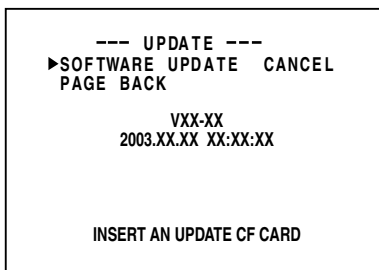 --- UPDATE ---
▶SOFTWARE UPDATE CANCEL
PAGE BACK
VXX-XX
2003.XX.XX XX:XX:XX
INSERT AN UPDATE CF CARD